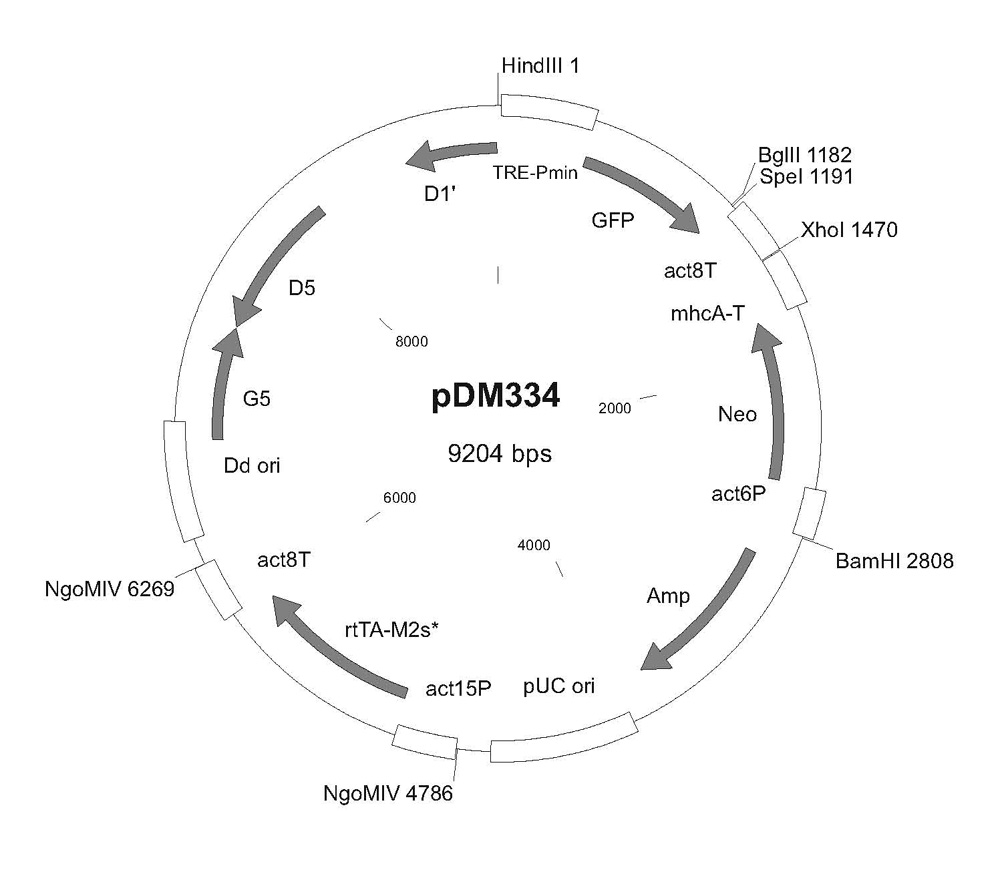 HindIII 1
TRE-Pmin
D1'
GFP
BglII 1182
SpeI 1191
XhoI 1470
act8T
mhcA-T
D5
8000
pDM334
2000
G5
Neo
9204 bps
Dd ori
act6P
6000
4000
act8T
BamHI 2808
NgoMIV 6269
Amp
rtTA-M2s*
act15P
pUC ori
NgoMIV 4786